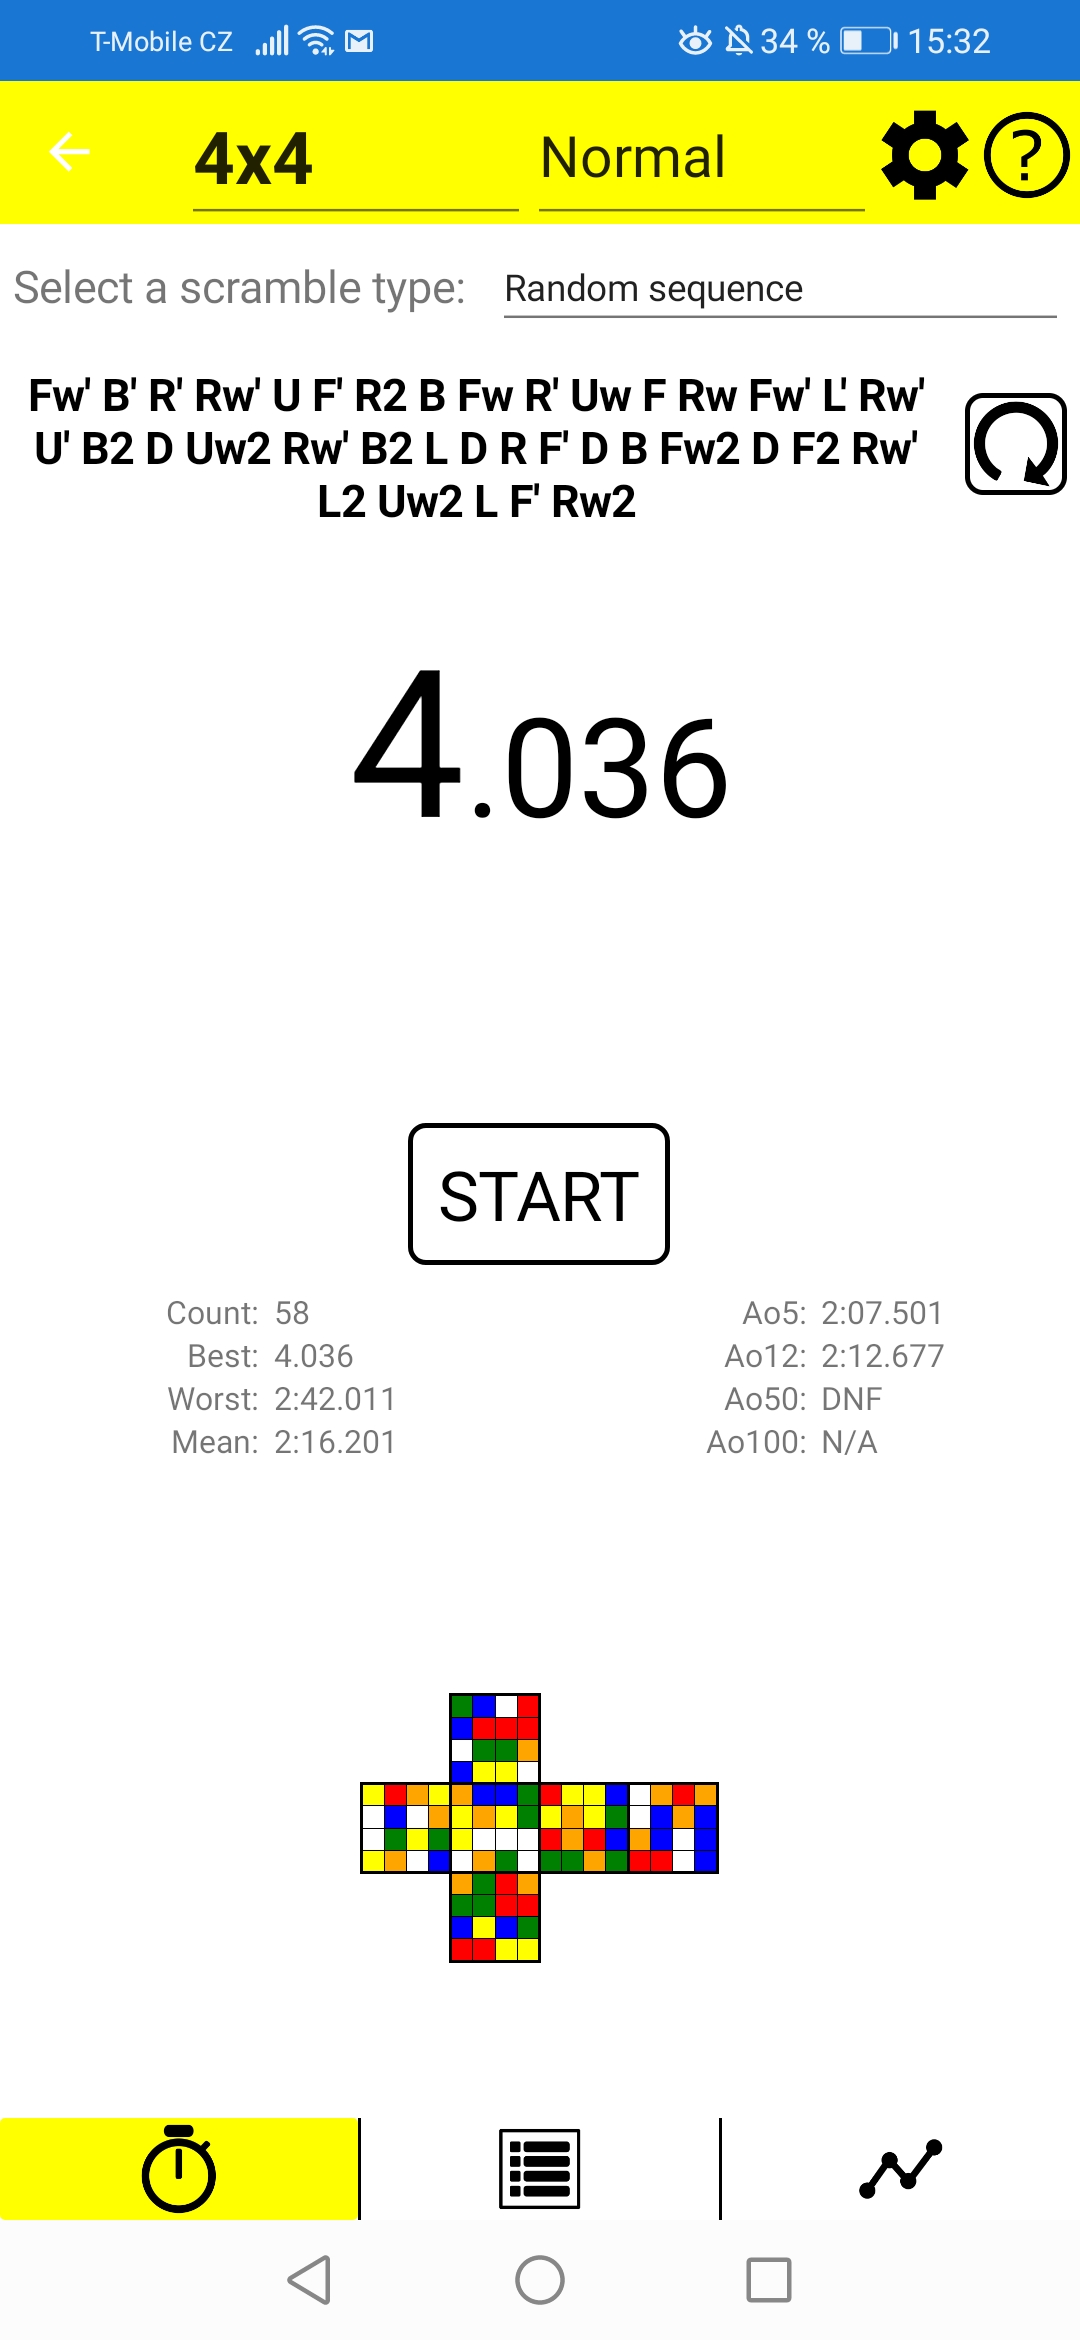 T-Mobile CZ 34 % 15:32
4x4 Normal ?
Select a scramble type: Random sequence
Fw' B' R' Rw' U F' R2 B Fw R' Uw F Rw Fw' L' Rw'
U' B2 D Uw2 Rw' B2 L D R F' D B Fw2 D F2 Rw'
L2 Uw2 L F' Rw2
4.036
START
Count: 58 Ao5: 2:07.501
Best: 4.036 Ao12: 2:12.677
Worst: 2:42.011 Ao50: DNF
Mean: 2:16.201 Ao100: N/A